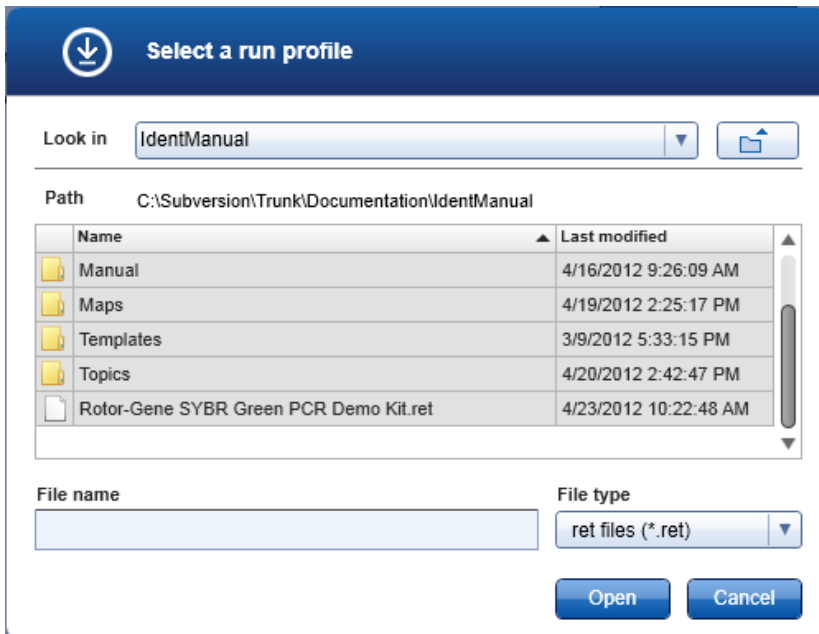 Select a run profile
Look in IdentManual
Path C:\Subversion\Trunk\Documentation\IdentManual
Name Last modified
Manual 4/16/2012 9:26:09 AM
Maps 4/19/2012 2:25:17 PM
Templates 3/9/2012 5:33:15 PM
Topics 4/20/2012 2:42:47 PM
Rotor-Gene SYBR Green PCR Demo Kit.ret 4/23/2012 10:22:48 AM
File name File type
ret files (*.ret)
Open Cancel